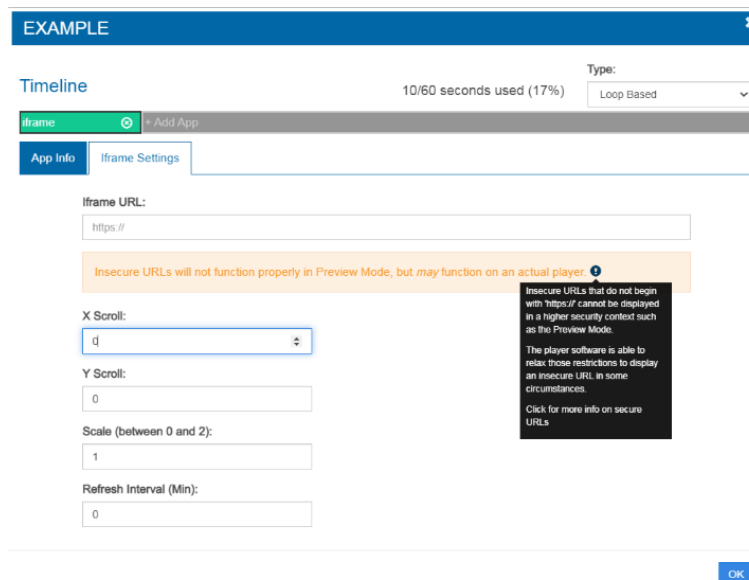 EXAMPLE
Timeline
10/60 seconds used (17%)
Type:
Loop Based
iframe
+ Add App
App Info
Iframe Settings
Iframe URL:
https://
Insecure URLs will not function properly in Preview Mode, but may function on an actual player.
Insecure URLs that do not begin
with 'https://' cannot be displayed
in a higher security context such
as the Preview Mode.
The player software is able to
relax those restrictions to display
an insecure URL in some
circumstances.
Click for more info on secure
URLs
X Scroll:
0
Y Scroll:
0
Scale (between 0 and 2):
1
Refresh Interval (Min):
0
OK